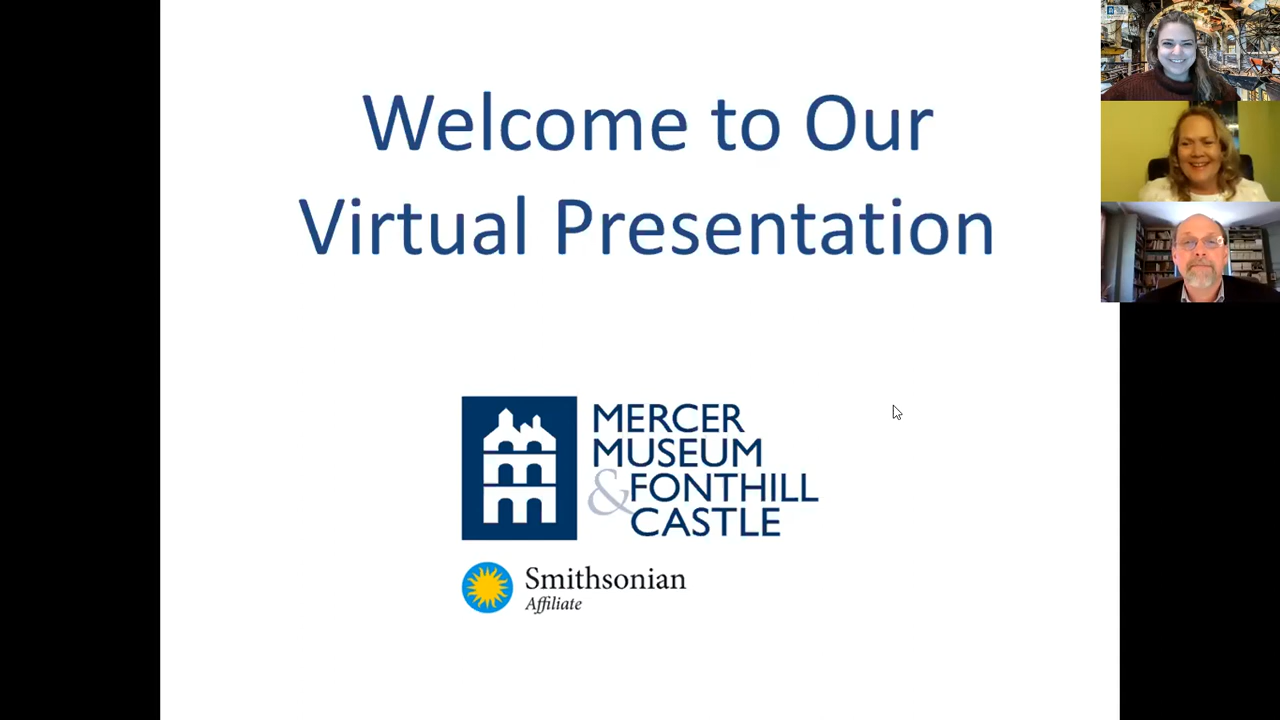 Welcome to Our
Virtual Presentation
MERCER
MUSEUM
& FONTHILL
CASTLE
Smithsonian
Affiliate